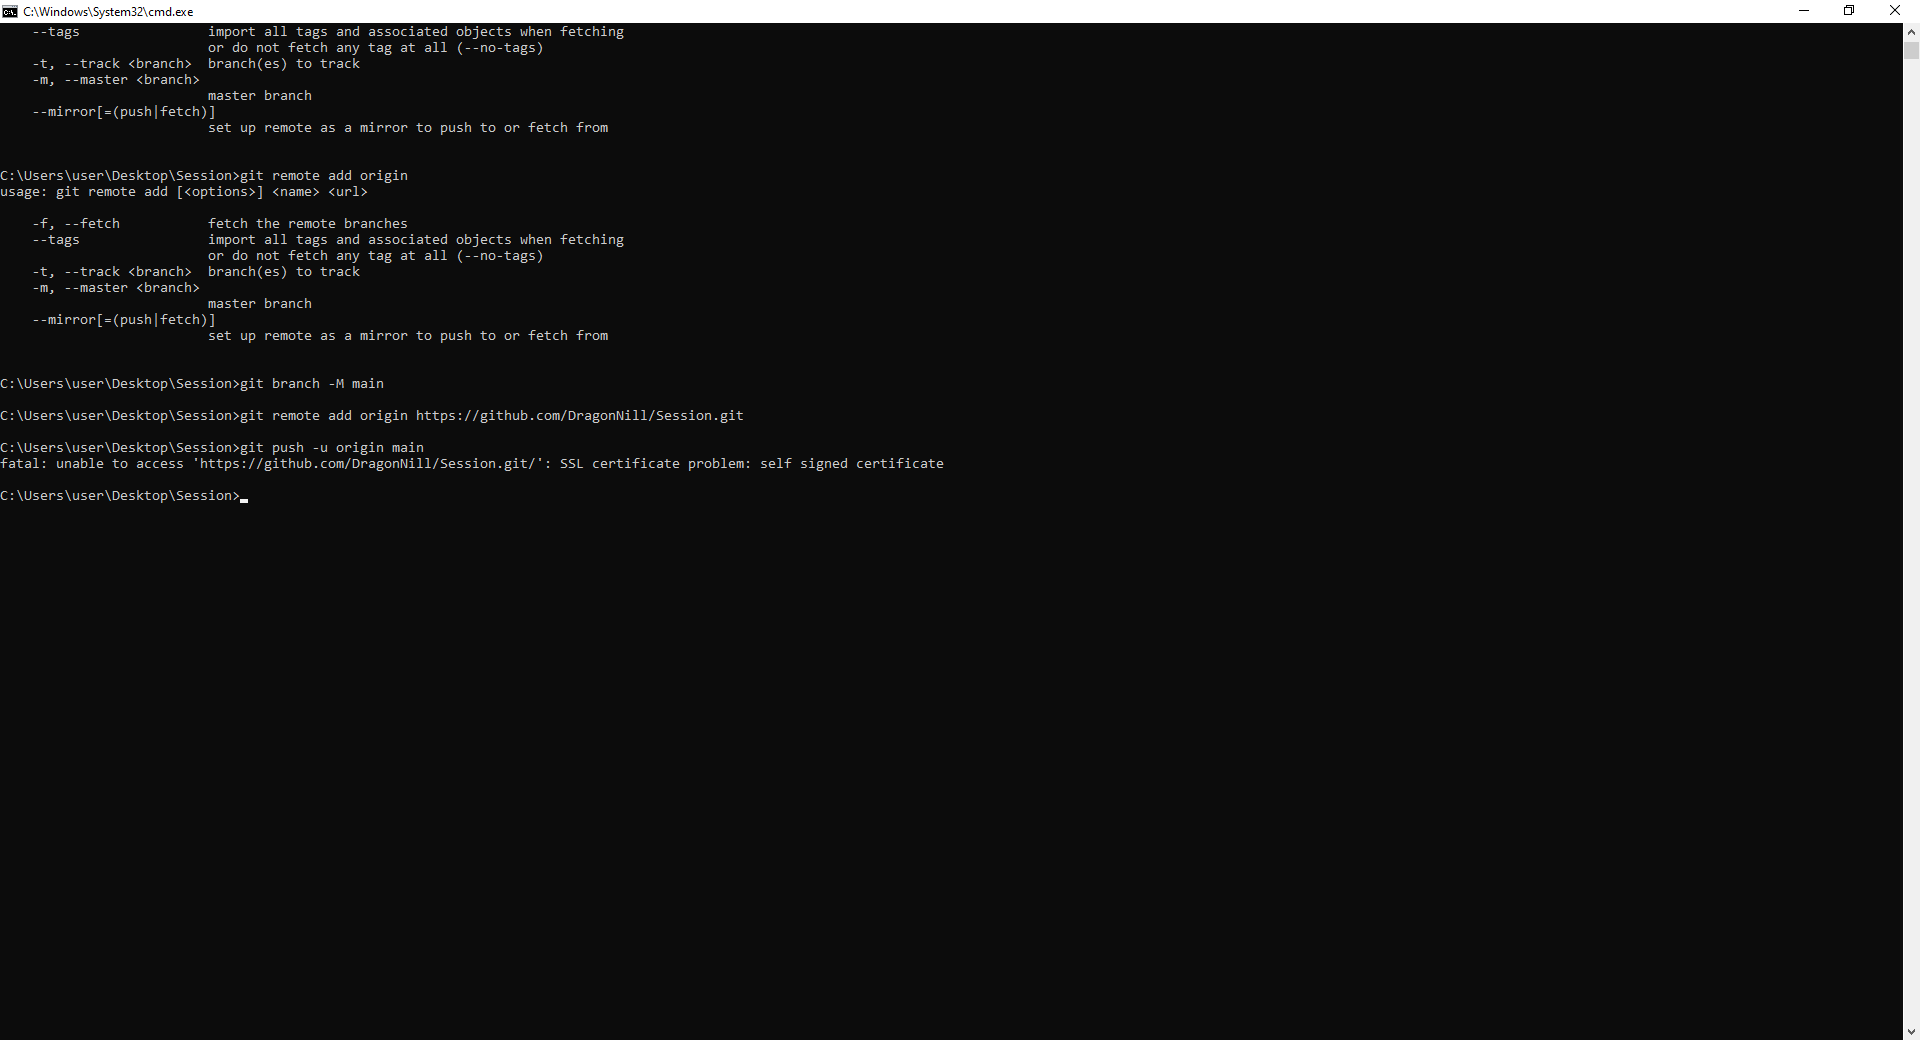 C:\Windows\System32\cmd.exe
--tags                import all tags and associated objects when fetching
or do not fetch any tag at all (--no-tags)
-t, --track <branch>  branch(es) to track
-m, --master <branch>
master branch
--mirror[=(push|fetch)]
set up remote as a mirror to push to or fetch from
C:\Users\user\Desktop\Session>git remote add origin
usage: git remote add [<options>] <name> <url>
-f, --fetch           fetch the remote branches
--tags                import all tags and associated objects when fetching
or do not fetch any tag at all (--no-tags)
-t, --track <branch>  branch(es) to track
-m, --master <branch>
master branch
--mirror[=(push|fetch)]
set up remote as a mirror to push to or fetch from
C:\Users\user\Desktop\Session>git branch -M main
C:\Users\user\Desktop\Session>git remote add origin https://github.com/DragonNill/Session.git
C:\Users\user\Desktop\Session>git push -u origin main
fatal: unable to access 'https://github.com/DragonNill/Session.git/': SSL certificate problem: self signed certificate
C:\Users\user\Desktop\Session>